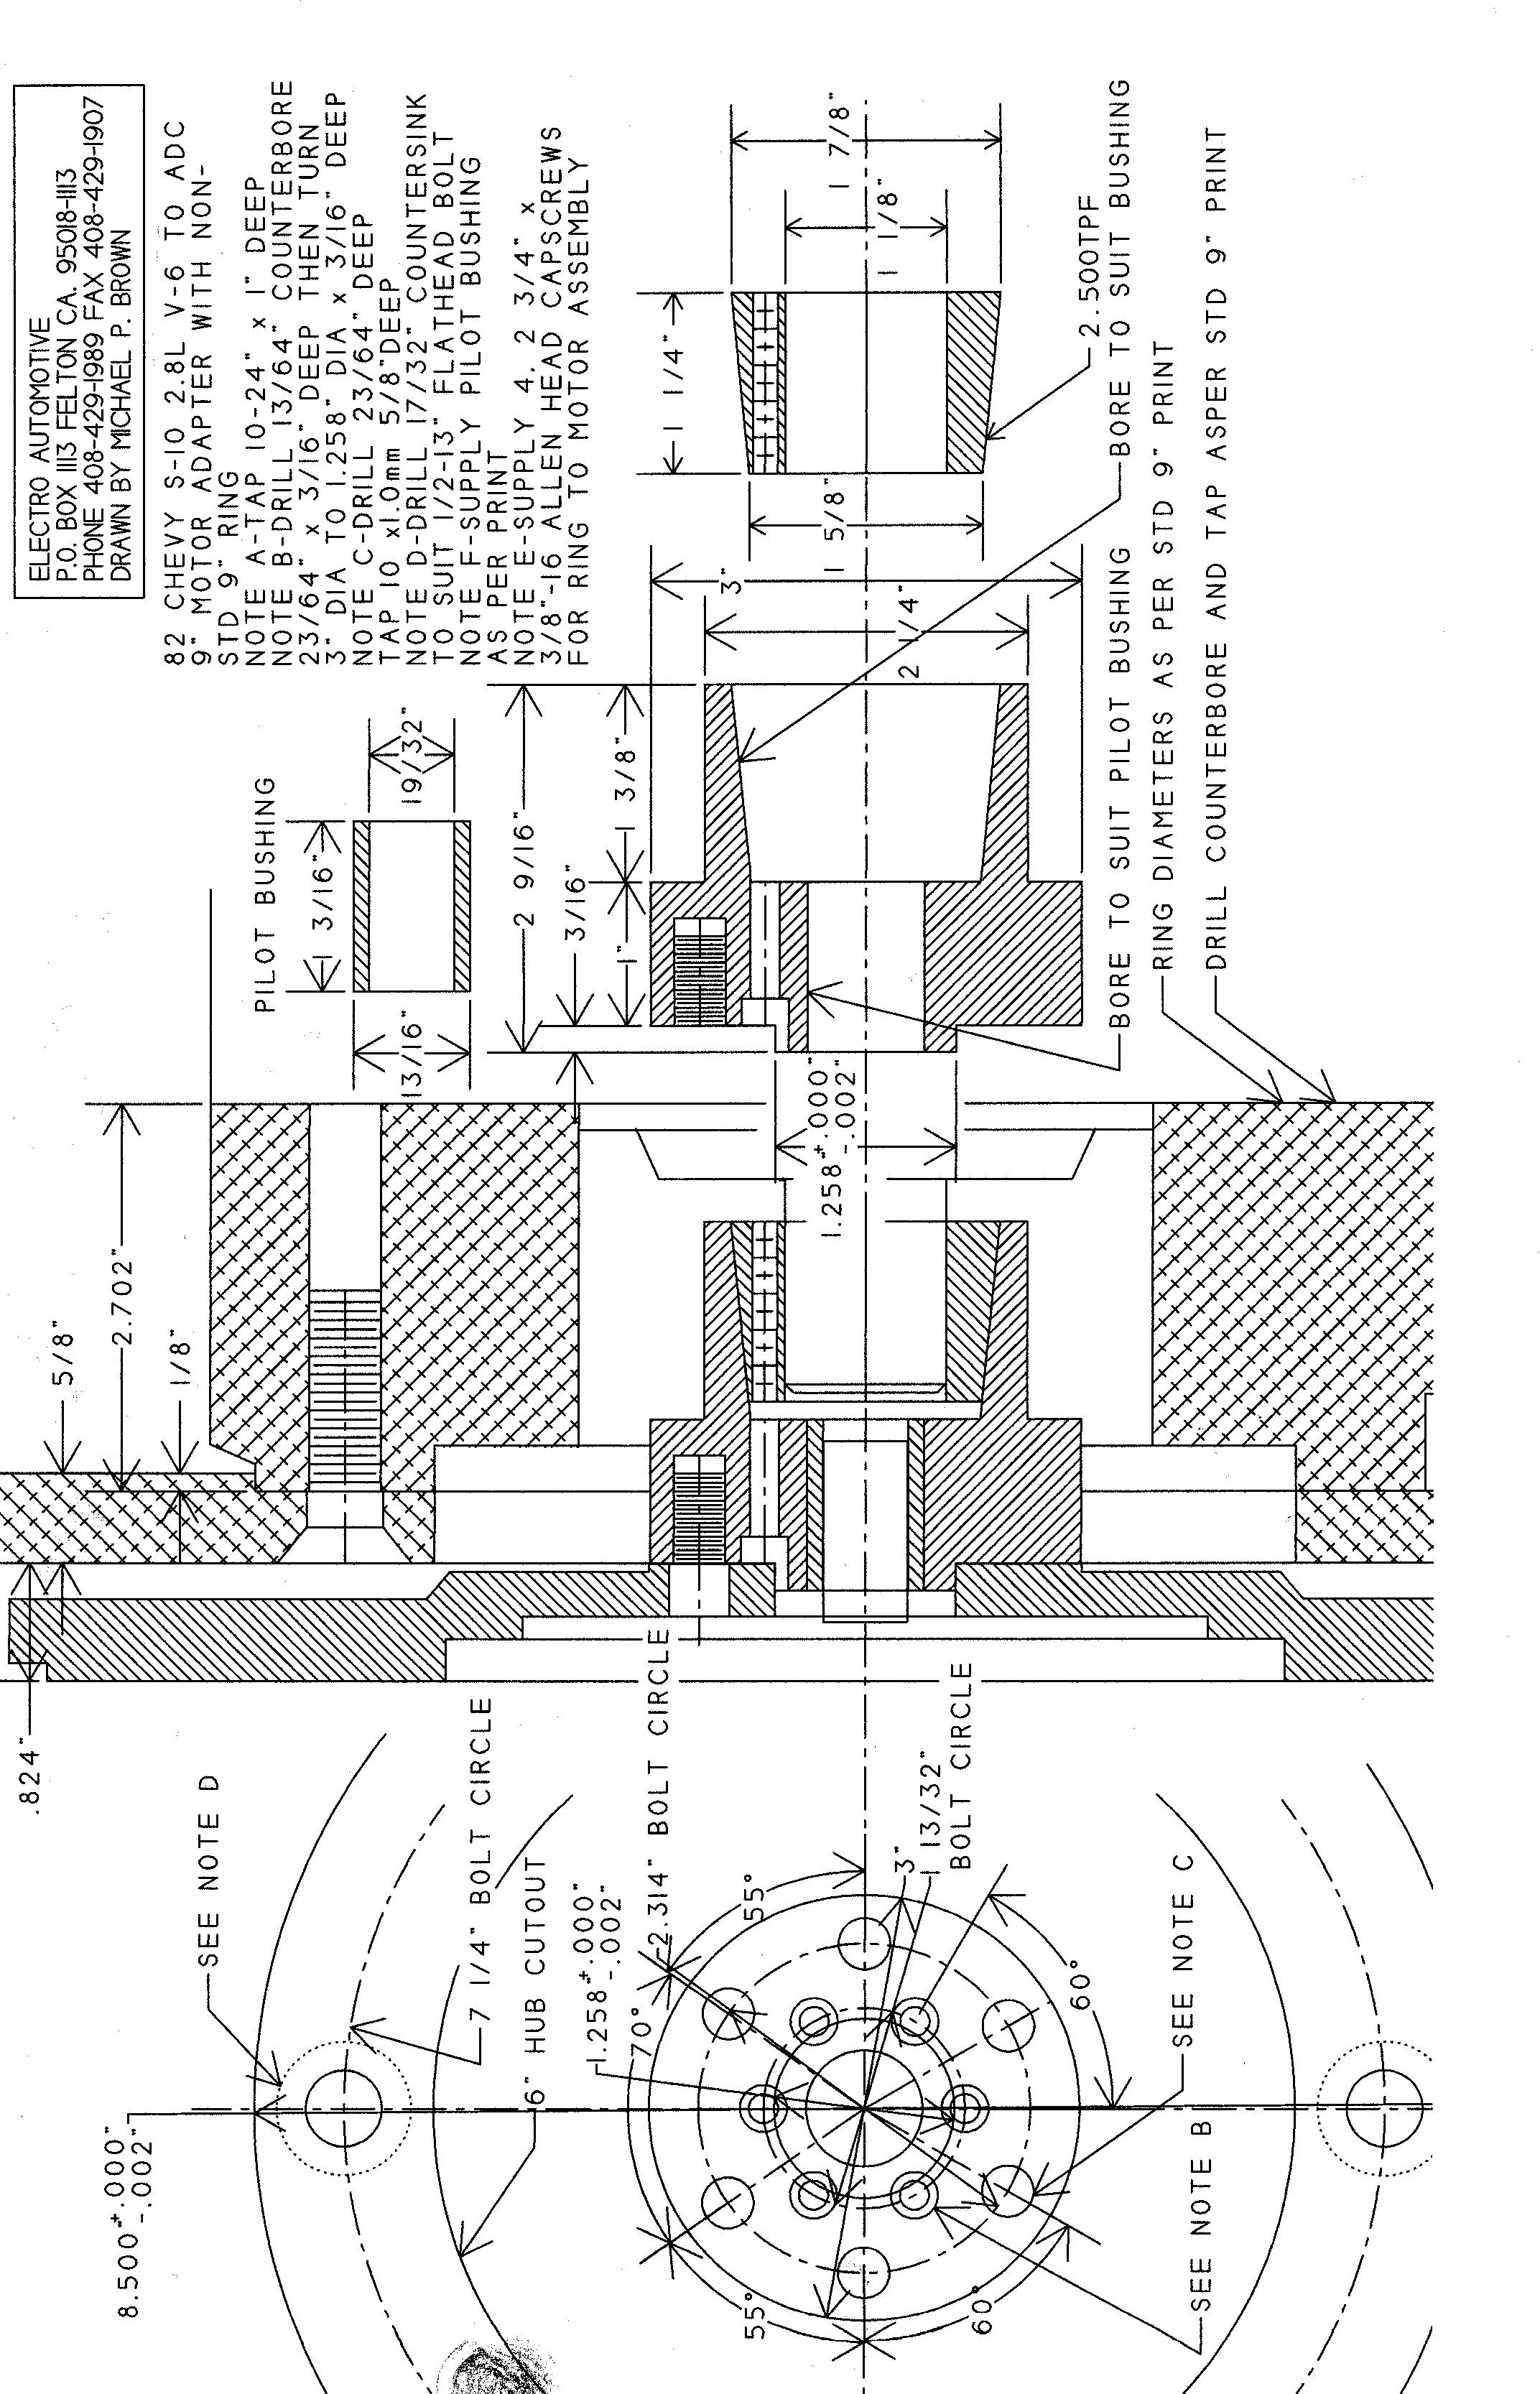 ELECTRO AUTOMOTIVE
P.O. BOX 1113 FELTON CA. 95018-1113
PHONE 408-429-1989 FAX 408-429-1907
DRAWN BY MICHAEL P. BROWN
82 CHEVY S-10 2.8L V-6 TO ADC
9" MOTOR ADAPTER WITH NON-
STD 9" RING
NOTE A-TAP 10-24" x 1" DEEP
NOTE B-DRILL 13/64" COUNTERBORE
23/64" x 3/16" DEEP THEN TURN
3" DIA TO 1.258" DIA x 3/16" DEEP
NOTE C-DRILL 23/64" DEEP
TAP 10 x1.0mm 5/8"DEEP
NOTE D-DRILL 17/32" COUNTERSINK
TO SUIT 1/2-13" FLATHEAD BOLT
NOTE F-SUPPLY PILOT BUSHING
AS PER PRINT
NOTE E-SUPPLY 4. 2 3/4" x
3/8"-16 ALLEN HEAD CAPSCREWS
FOR RING TO MOTOR ASSEMBLY
PILOT BUSHING
1 3/16"
19/32"
13/16"
2 9/16"
3/16"
1 3/8"
1"
3"
2 1/4"
1 1/4"
1 5/8"
1 1/8"
1 7/8"
2.500TPF
BORE TO SUIT BUSHING
BORE TO SUIT PILOT BUSHING
RING DIAMETERS AS PER STD 9" PRINT
DRILL COUNTERBORE AND TAP ASPER STD 9" PRINT
1.258"+.000"
-.002"
5/8"
2.702"
1/8"
.824"
SEE NOTE D
7 1/4" BOLT CIRCLE
6" HUB CUTOUT
8.500"+.000"
-.002"
1.258"+.000"
-.002"
2.314" BOLT CIRCLE
3"
1 13/32"
BOLT CIRCLE
55°
70°
55°
60°
60°
SEE NOTE C
SEE NOTE B